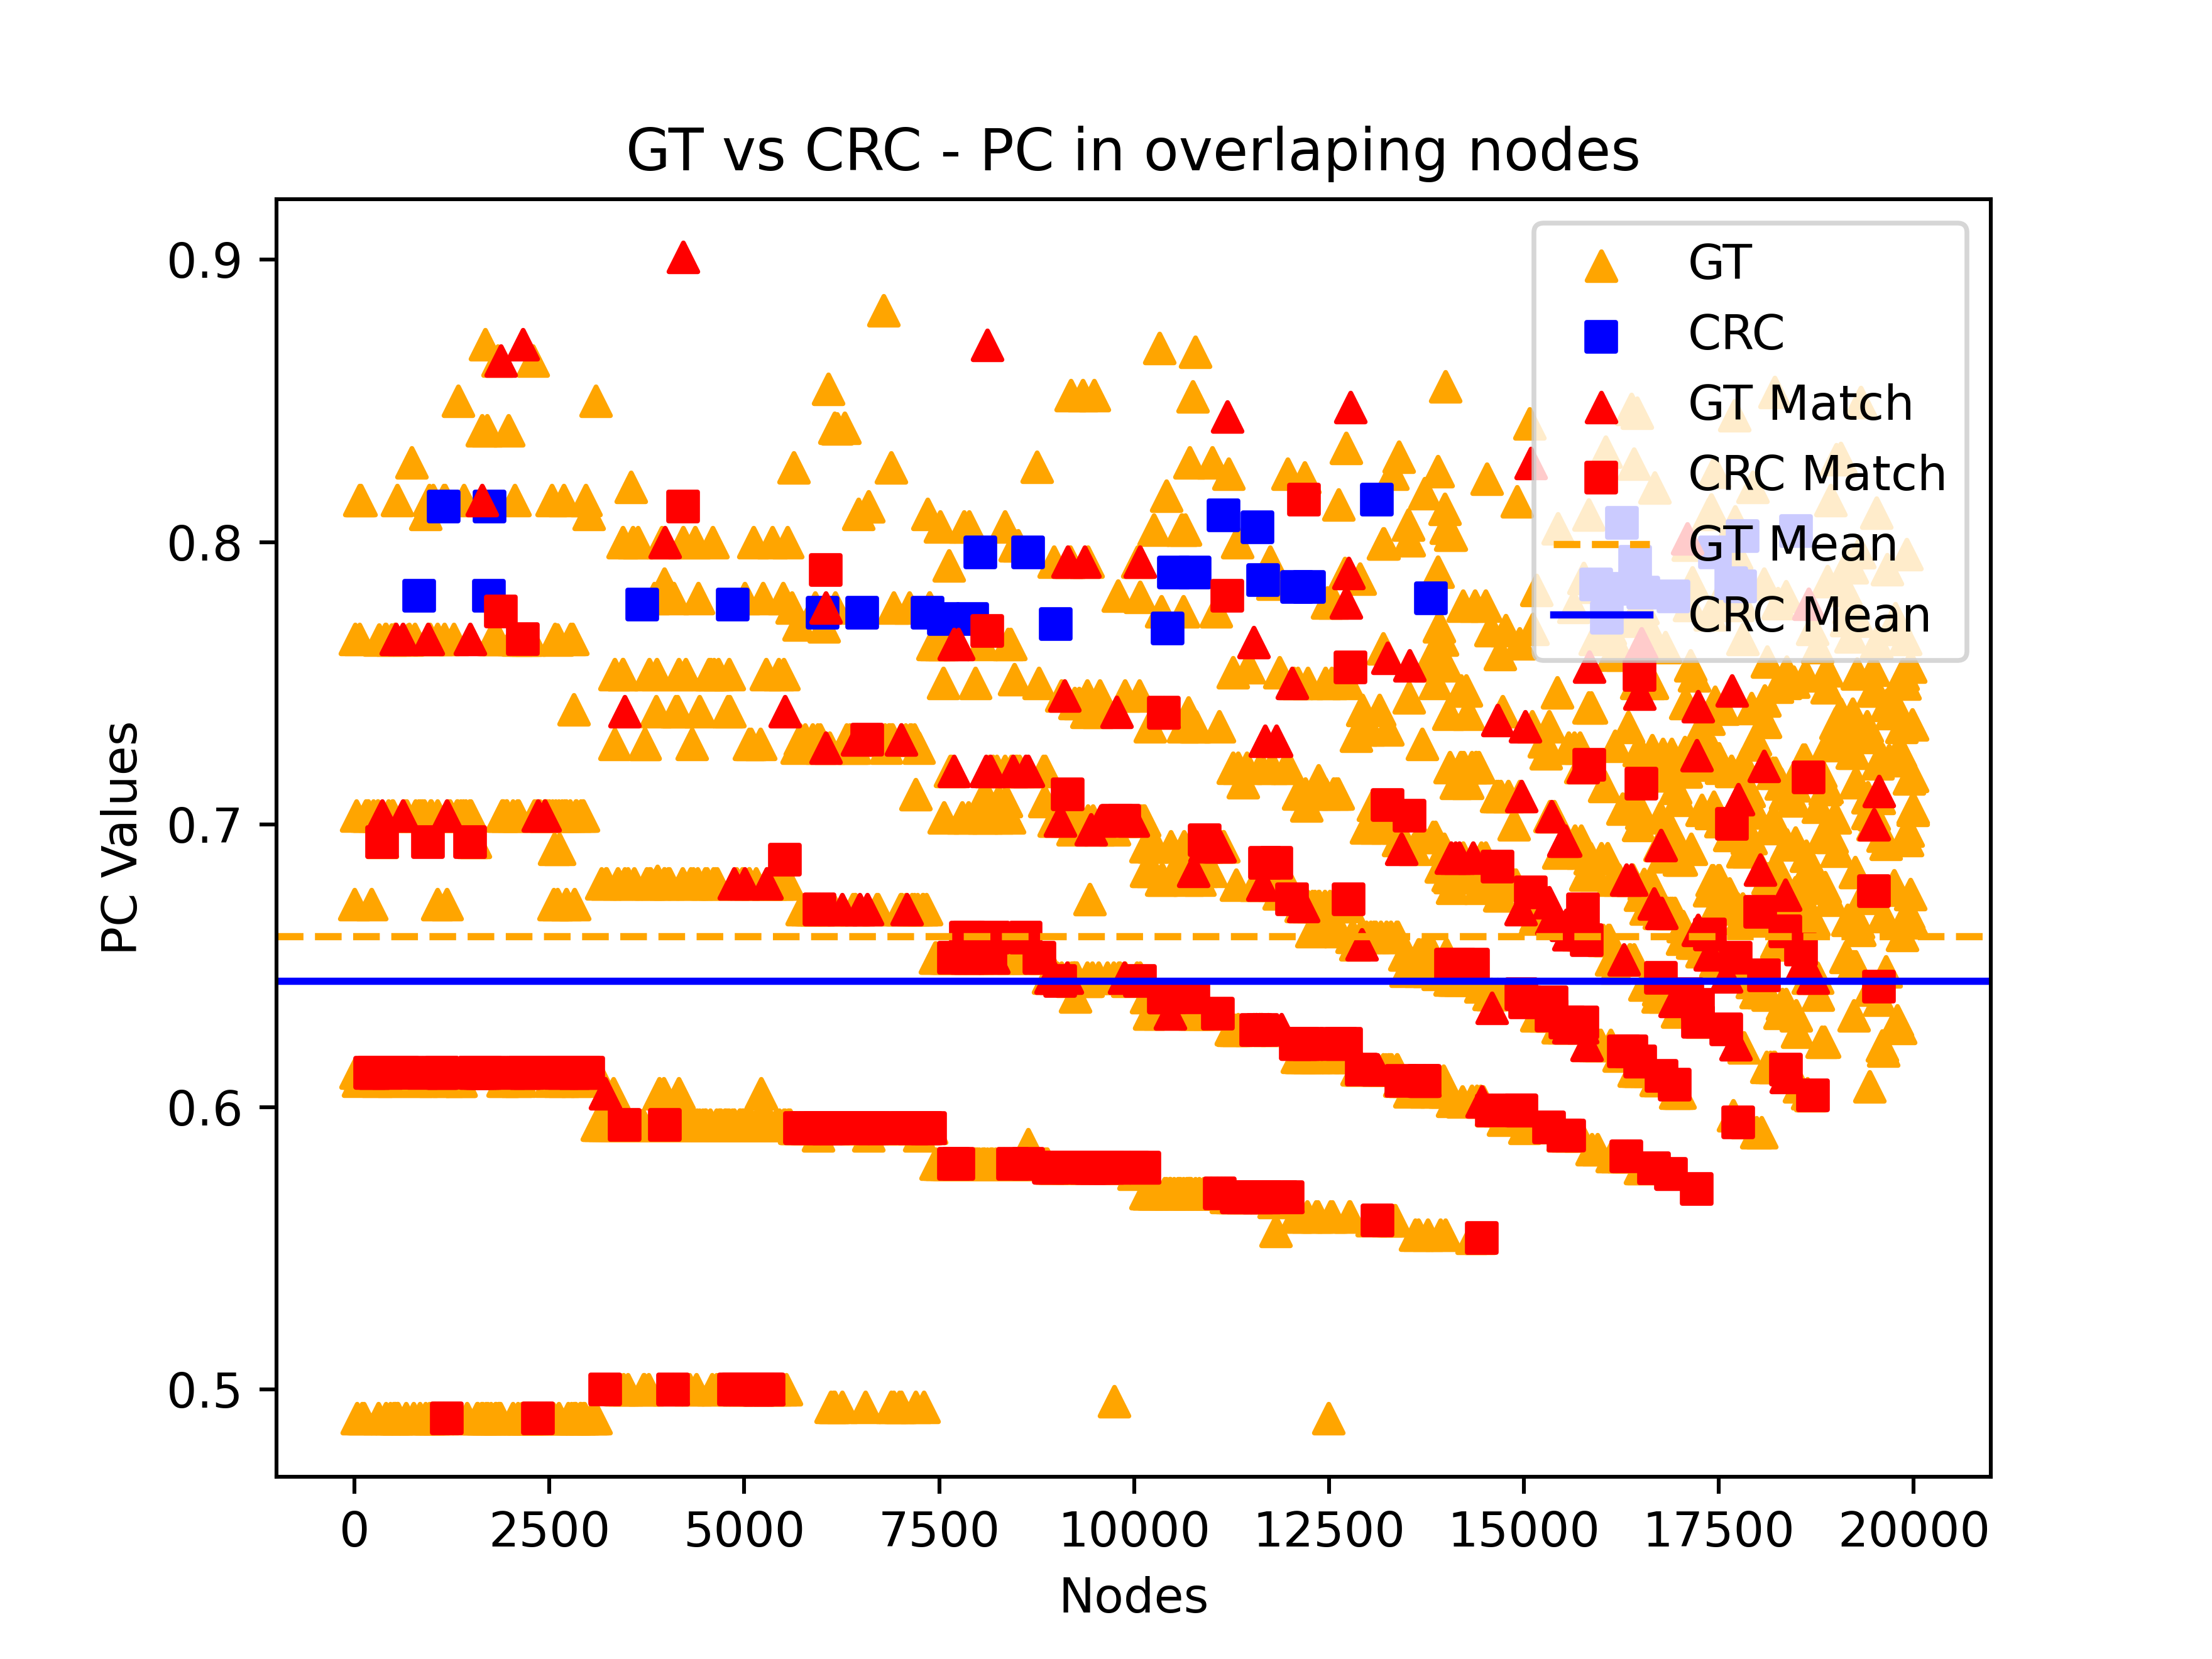 GT vs CRC - PC in overlaping nodes
0.9
0.8
0.7
0.6
0.5
PC Values
GT
CRC
GT Match
CRC Match
GT Mean
CRC Mean
0 2500 5000 7500 10000 12500 15000 17500 20000
Nodes